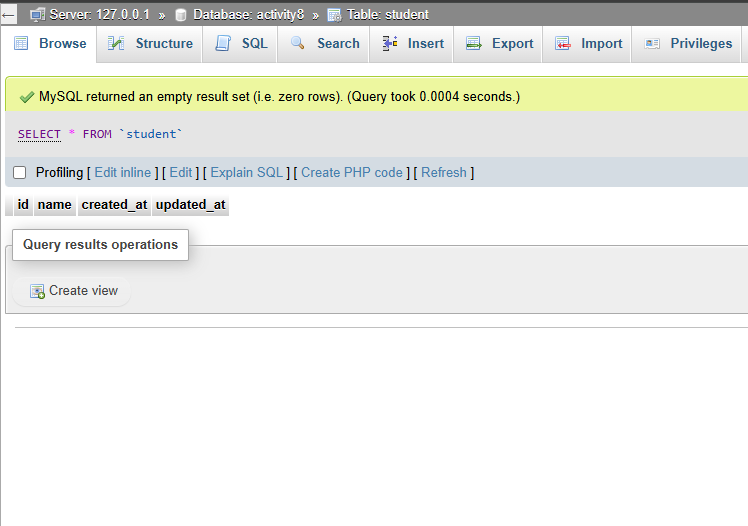 Server: 127.0.0.1 » Database: activity8 » Table: student
Browse Structure SQL Search Insert Export Import Privileges
MySQL returned an empty result set (i.e. zero rows). (Query took 0.0004 seconds.)
SELECT * FROM `student`
Profiling [ Edit inline ] [ Edit ] [ Explain SQL ] [ Create PHP code ] [ Refresh ]
id name created_at updated_at
Query results operations
Create view